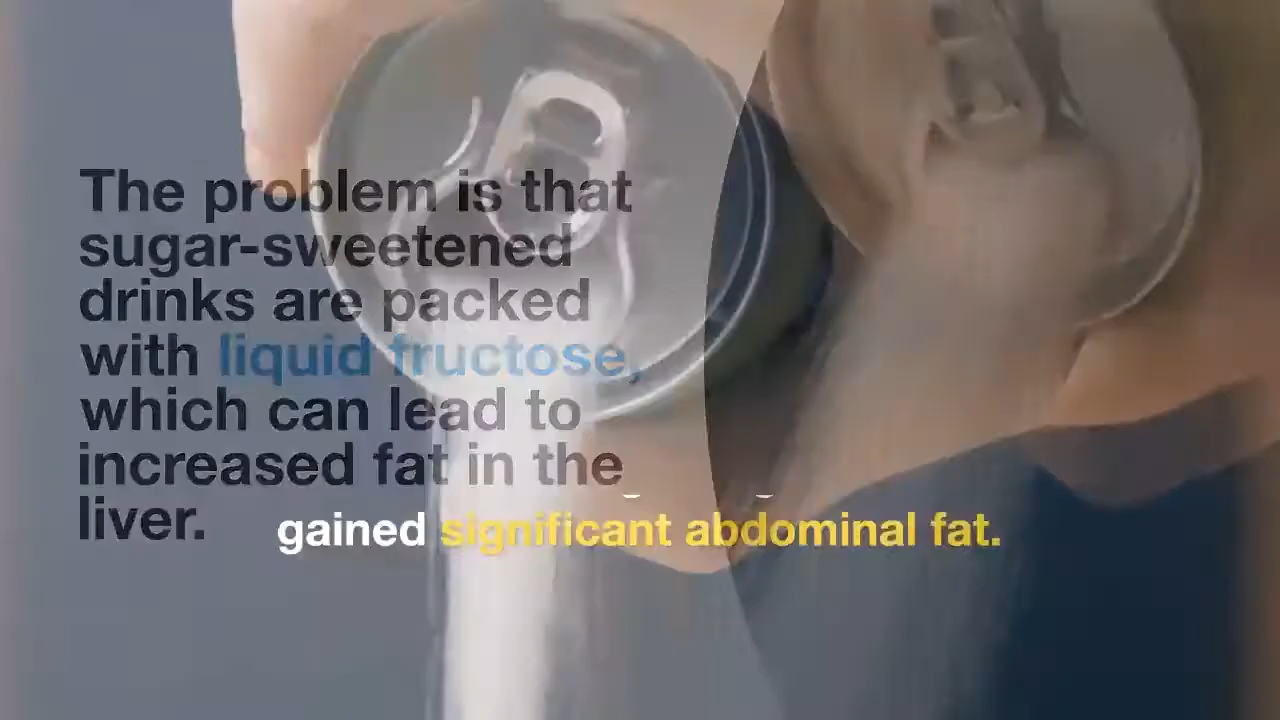 The problem is that
sugar-sweetened
drinks are packed
with liquid fructose,
which can lead to
increased fat in the
liver.
gained significant abdominal fat.